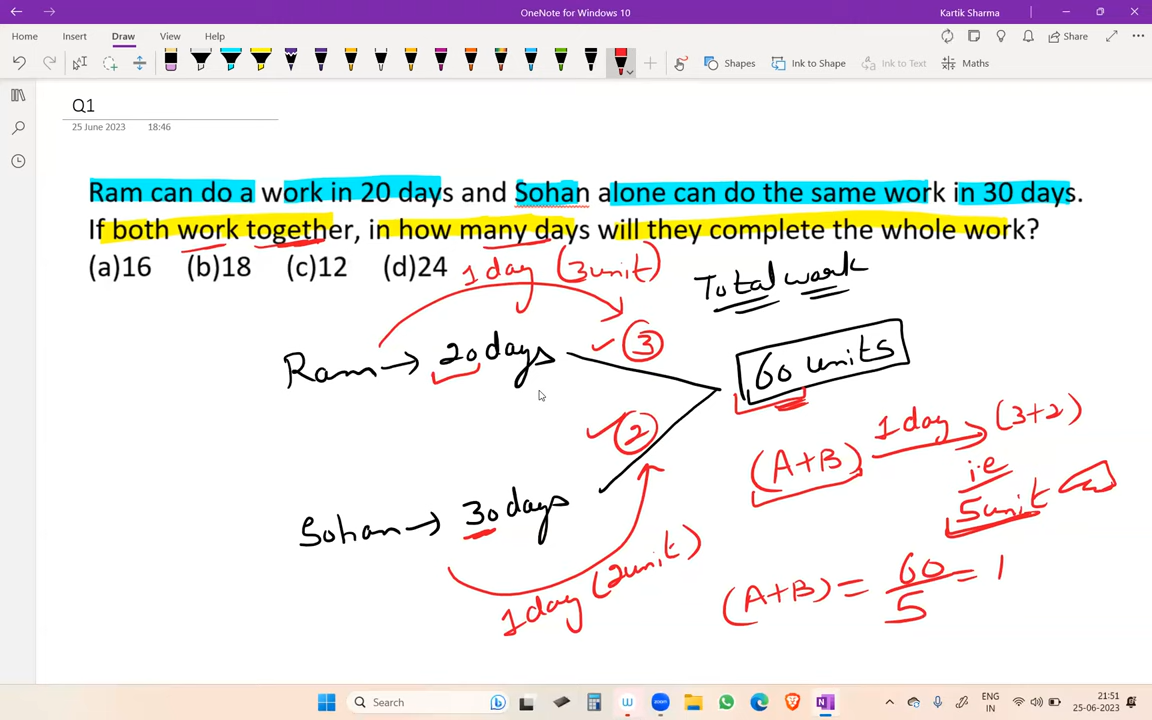 OneNote for Windows 10
Kartik Sharma
Home Insert Draw View Help
Share
Shapes Ink to Shape Ink to Text Maths
Q1
25 June 2023 18:46
Ram can do a work in 20 days and Sohan alone can do the same work in 30 days.
If both work together, in how many days will they complete the whole work?
(a)16 (b)18 (c)12 (d)24
1 day (3unit)
Total work
3
Ram → 20 days
60 units
2
1 day → (3+2)
(A+B)
i.e
5unit
Sohan → 30 days
1 day (2unit)
(A+B) = 60/5 = 1
Search
ENG
IN
21:51
25-06-2023